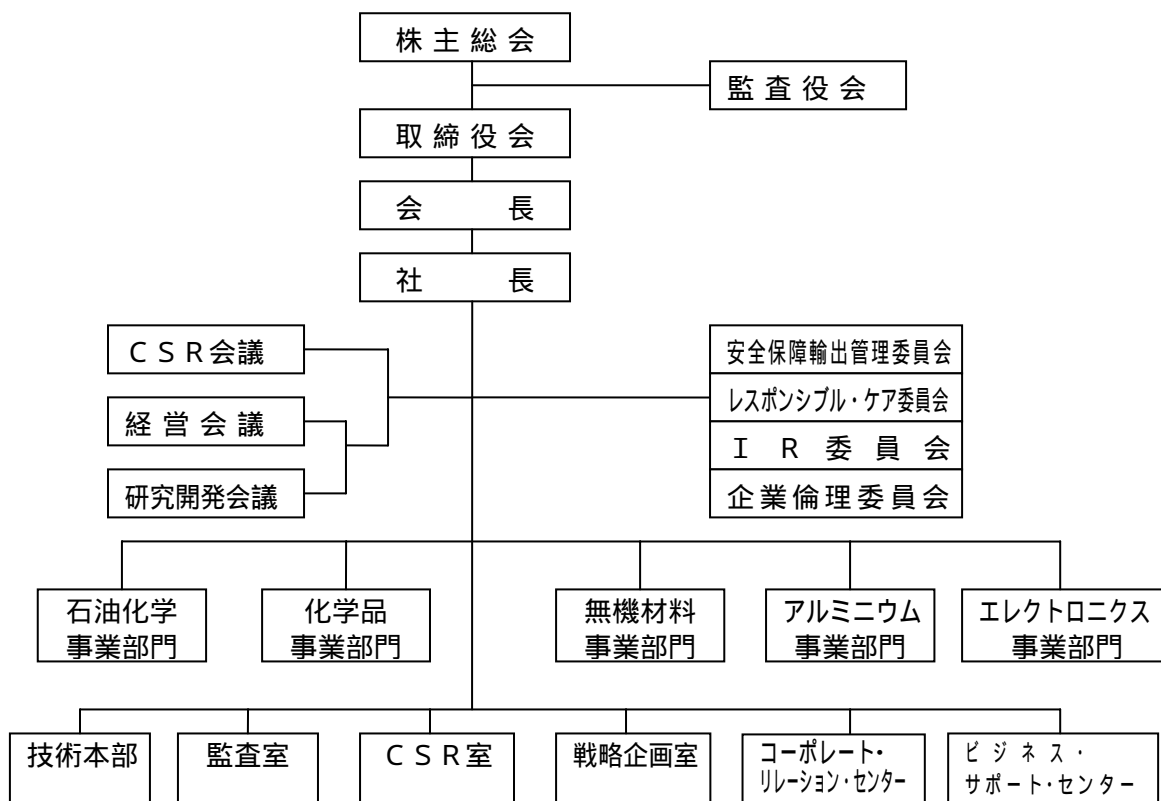 株主総会
監査役会
取締役会
会長
社長
ＣＳＲ会議
安全保障輸出管理委員会
レスポンシブル・ケア委員会
経営会議
ＩＲ委員会
研究開発会議
企業倫理委員会
石油化学
事業部門
化学品
事業部門
無機材料
事業部門
アルミニウム
事業部門
エレクトロニクス
事業部門
技術本部
監査室
ＣＳＲ室
戦略企画室
コーポレート・
リレーション・センター
ビジネス・
サポート・センター